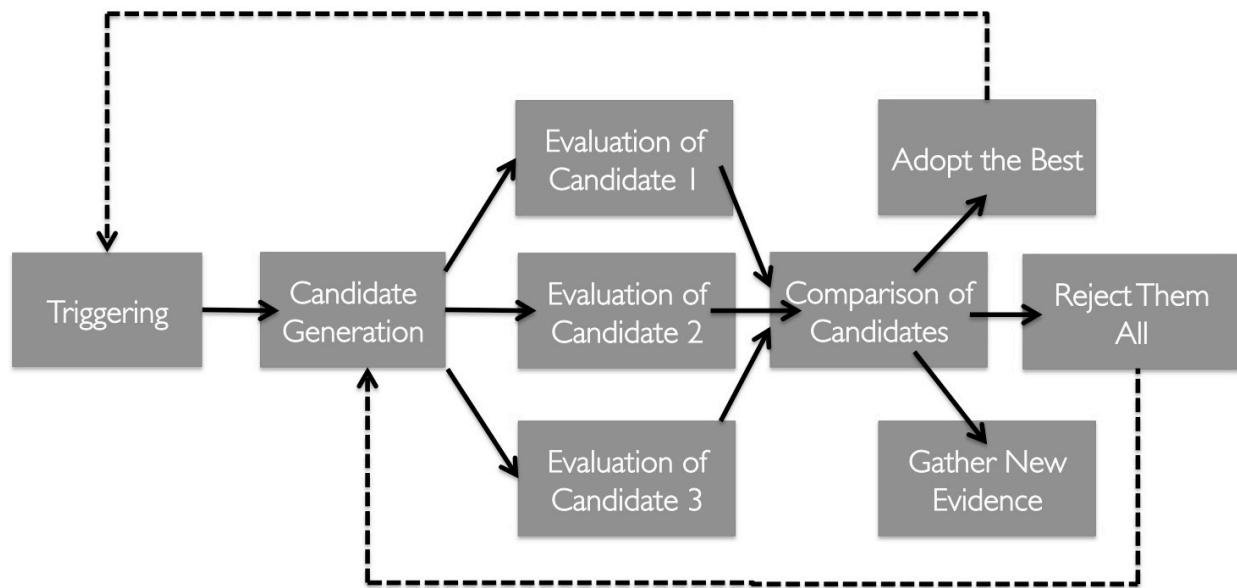 Triggering
Candidate
Generation
Evaluation of
Candidate 1
Evaluation of
Candidate 2
Evaluation of
Candidate 3
Comparison of
Candidates
Adopt the Best
Reject Them
All
Gather New
Evidence